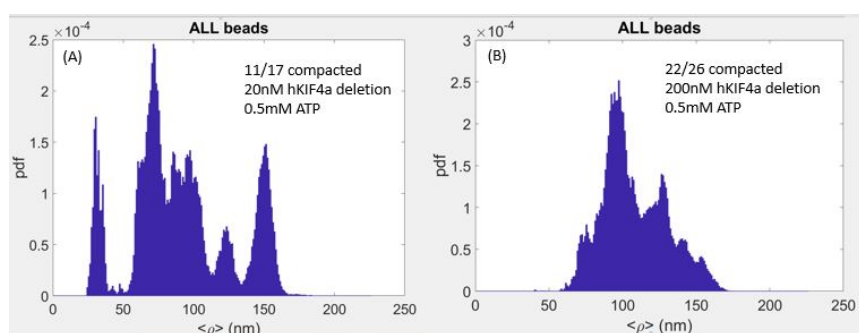 ALL beads
×10⁻⁴
(A)
11/17 compacted
20nM hKIF4a deletion
0.5mM ATP
2.5
2
1.5
1
0.5
0
pdf
0 50 100 150 200 250
<ρ> (nm)
ALL beads
×10⁻⁴
(B)
22/26 compacted
200nM hKIF4a deletion
0.5mM ATP
3
2.5
2
1.5
1
0.5
0
pdf
0 50 100 150 200 250
<ρ> (nm)